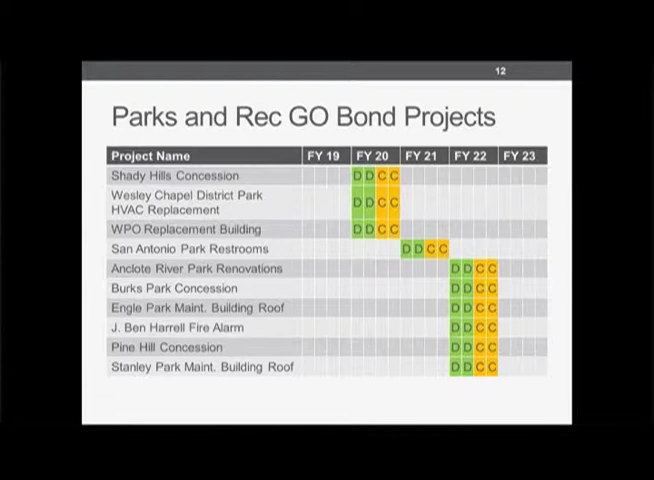 12
Parks and Rec GO Bond Projects
Project Name FY 19 FY 20 FY 21 FY 22 FY 23
Shady Hills Concession D D C C
Wesley Chapel District Park
HVAC Replacement D D C C
WPO Replacement Building D D C C
San Antonio Park Restrooms D D C C
Anclote River Park Renovations D D C C
Burks Park Concession D D C C
Engle Park Maint. Building Roof D D C C
J. Ben Harrell Fire Alarm D D C C
Pine Hill Concession D D C C
Stanley Park Maint. Building Roof D D C C